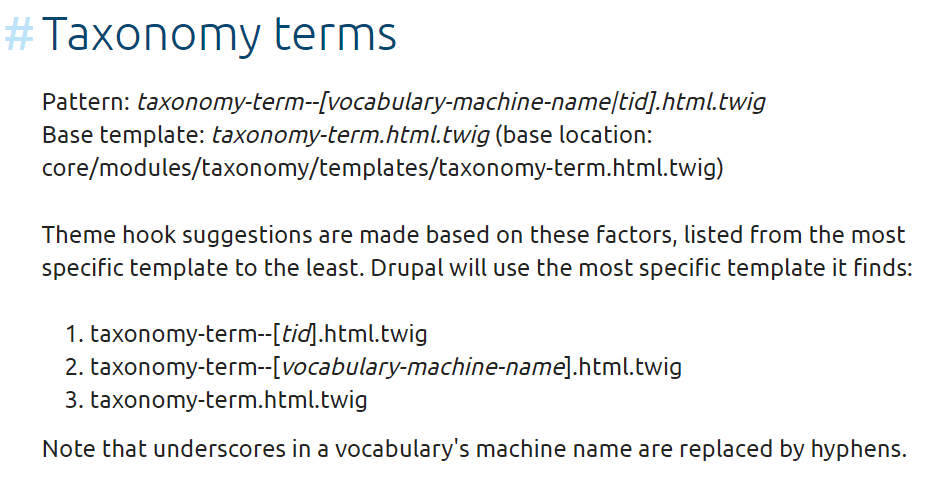 # Taxonomy terms
Pattern: taxonomy-term--[vocabulary-machine-name|tid].html.twig
Base template: taxonomy-term.html.twig (base location:
core/modules/taxonomy/templates/taxonomy-term.html.twig)
Theme hook suggestions are made based on these factors, listed from the most
specific template to the least. Drupal will use the most specific template it finds:
1. taxonomy-term--[tid].html.twig
2. taxonomy-term--[vocabulary-machine-name].html.twig
3. taxonomy-term.html.twig
Note that underscores in a vocabulary's machine name are replaced by hyphens.